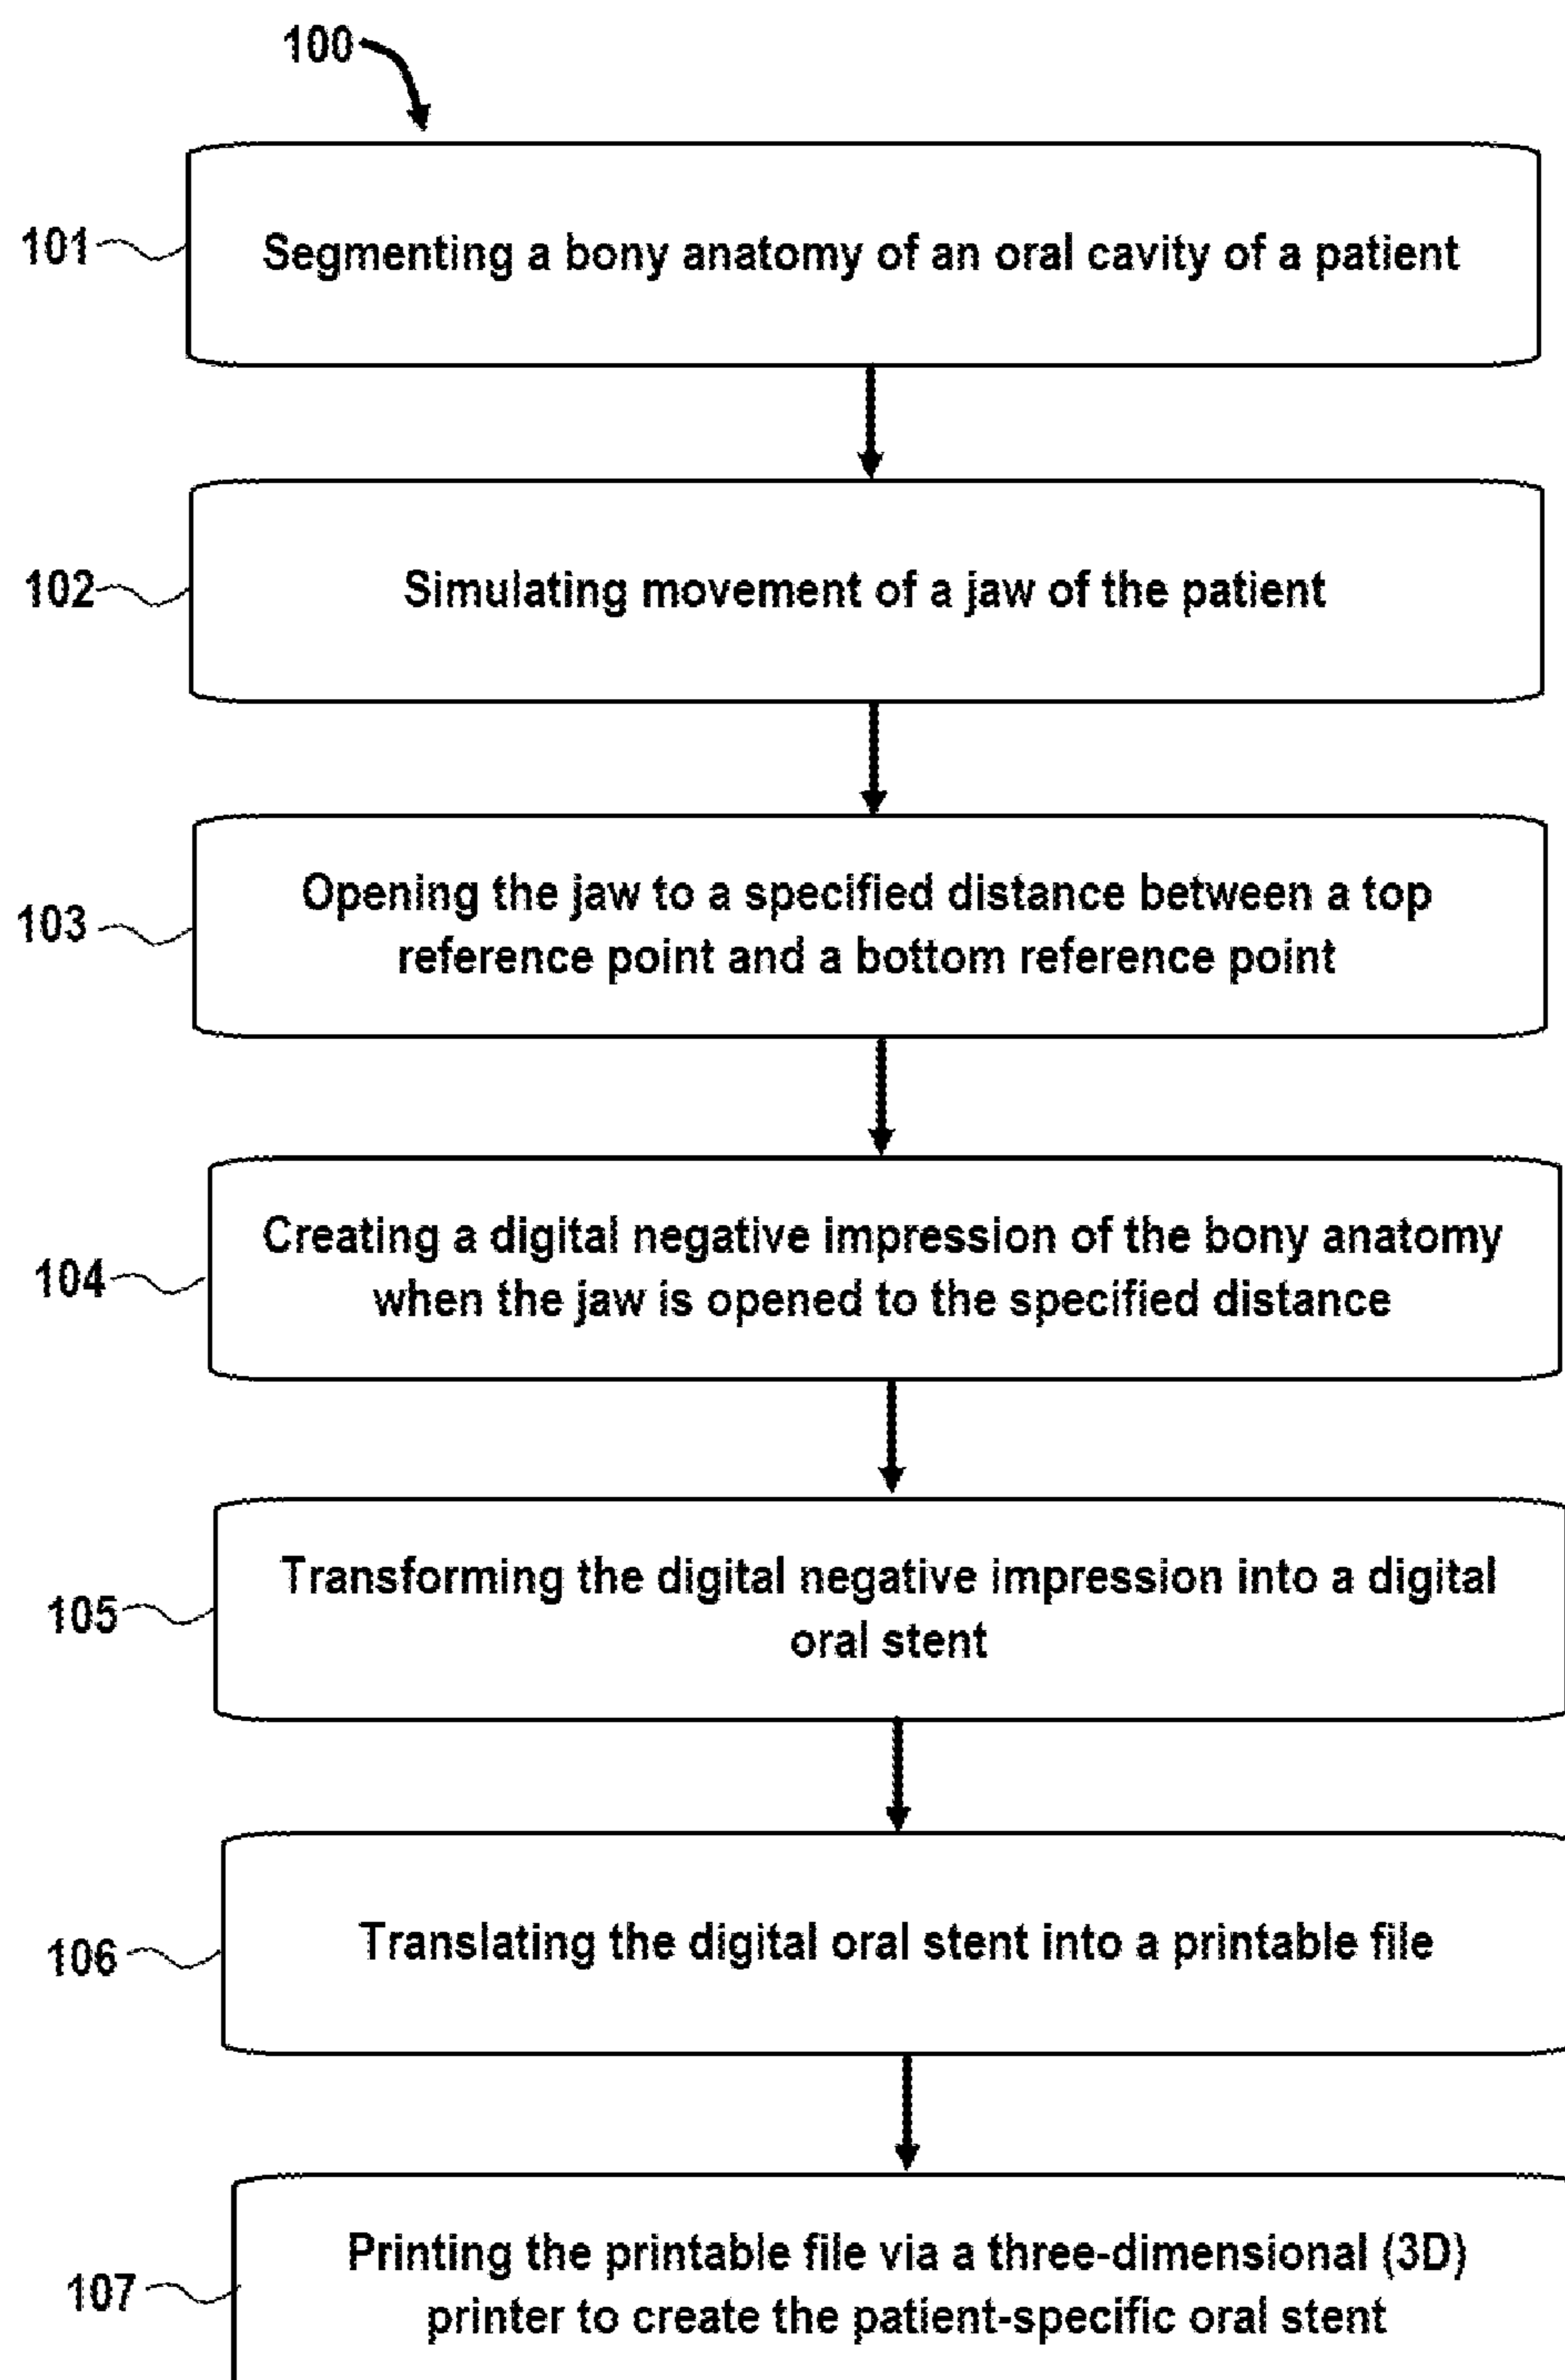 100
101
Segmenting a bony anatomy of an oral cavity of a patient
102
Simulating movement of a jaw of the patient
103
Opening the jaw to a specified distance between a top
reference point and a bottom reference point
104
Creating a digital negative impression of the bony anatomy
when the jaw is opened to the specified distance
105
Transforming the digital negative impression into a digital
oral stent
106
Translating the digital oral stent into a printable file
107
Printing the printable file via a three-dimensional (3D)
printer to create the patient-specific oral stent